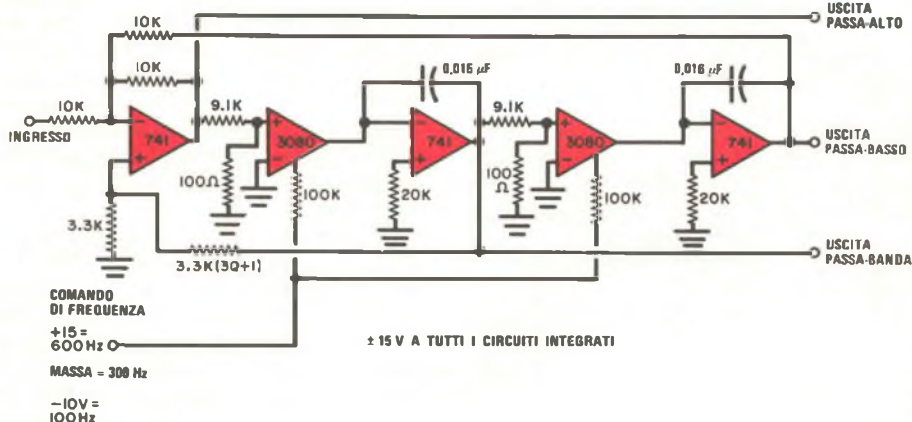 10K
USCITA
PASSA-ALTO
10K
10K
INGRESSO
741
9.1K
100Ω
3080
100K
0,016 µF
741
20K
9.1K
100
Ω
3080
100K
0,016 µF
741
20K
USCITA
PASSA-BASSO
3.3K
3.3K(3Q+1)
USCITA
PASSA-BANDA
COMANDO
DI FREQUENZA
+15=
600Hz
MASSA = 300 Hz
−10V=
100Hz
± 15 V A TUTTI I CIRCUITI INTEGRATI
− + + − − + + − − +